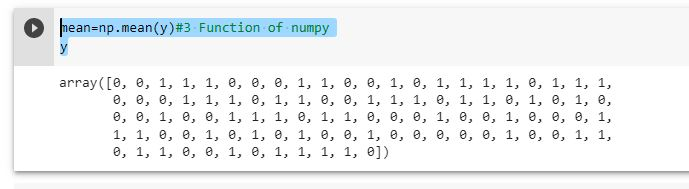 mean=np.mean(y)#3 Function of numpy
y
array([0, 0, 1, 1, 1, 0, 0, 0, 1, 1, 0, 0, 1, 0, 1, 1, 1, 1, 0, 1, 1, 1,
0, 0, 0, 1, 1, 1, 0, 1, 1, 0, 0, 1, 1, 1, 0, 1, 1, 0, 1, 0, 1, 0,
0, 0, 1, 0, 0, 1, 1, 1, 0, 1, 1, 0, 0, 0, 1, 0, 0, 1, 0, 0, 0, 1,
1, 1, 0, 0, 1, 0, 1, 0, 1, 0, 0, 1, 0, 0, 0, 0, 0, 1, 0, 0, 1, 1,
0, 1, 1, 0, 0, 1, 0, 1, 1, 1, 1, 0])